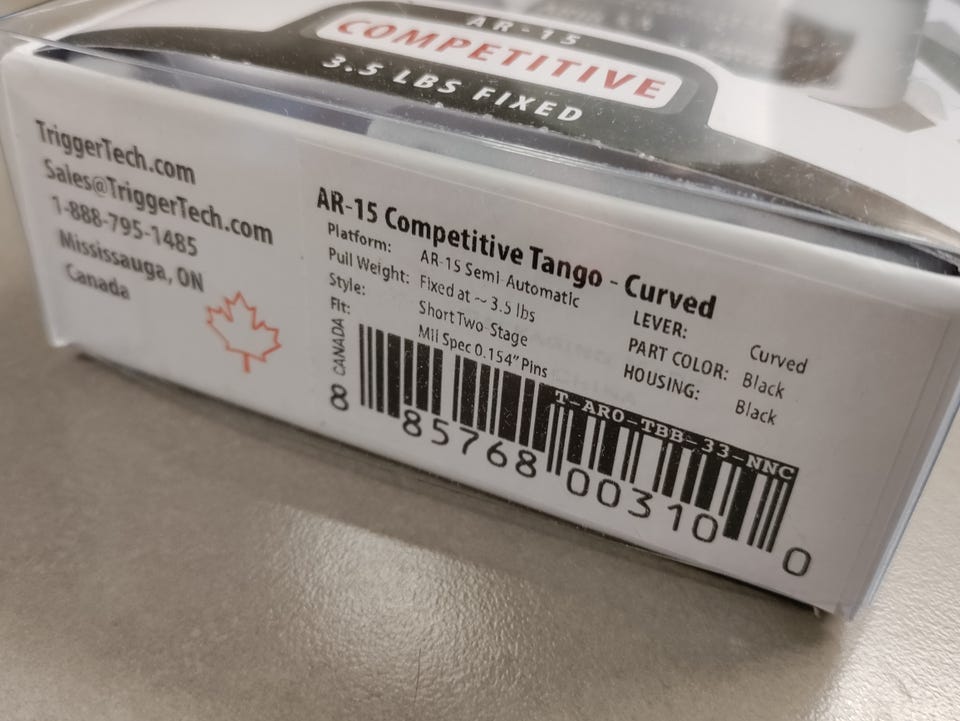 AR-15
COMPETITIVE
3.5 LBS FIXED
TriggerTech.com
Sales@TriggerTech.com
1-888-795-1485
Mississauga, ON
Canada
AR-15 Competitive Tango - Curved
Platform: AR-15 Semi-Automatic
Pull Weight: Fixed at ~ 3.5 lbs
Style: Short Two-Stage
Fit: Mil Spec 0.154” Pins
LEVER: Curved
PART COLOR: Black
HOUSING: Black
CANADA
T-ARO-TBB-33-NNC
8 85768 00310 0